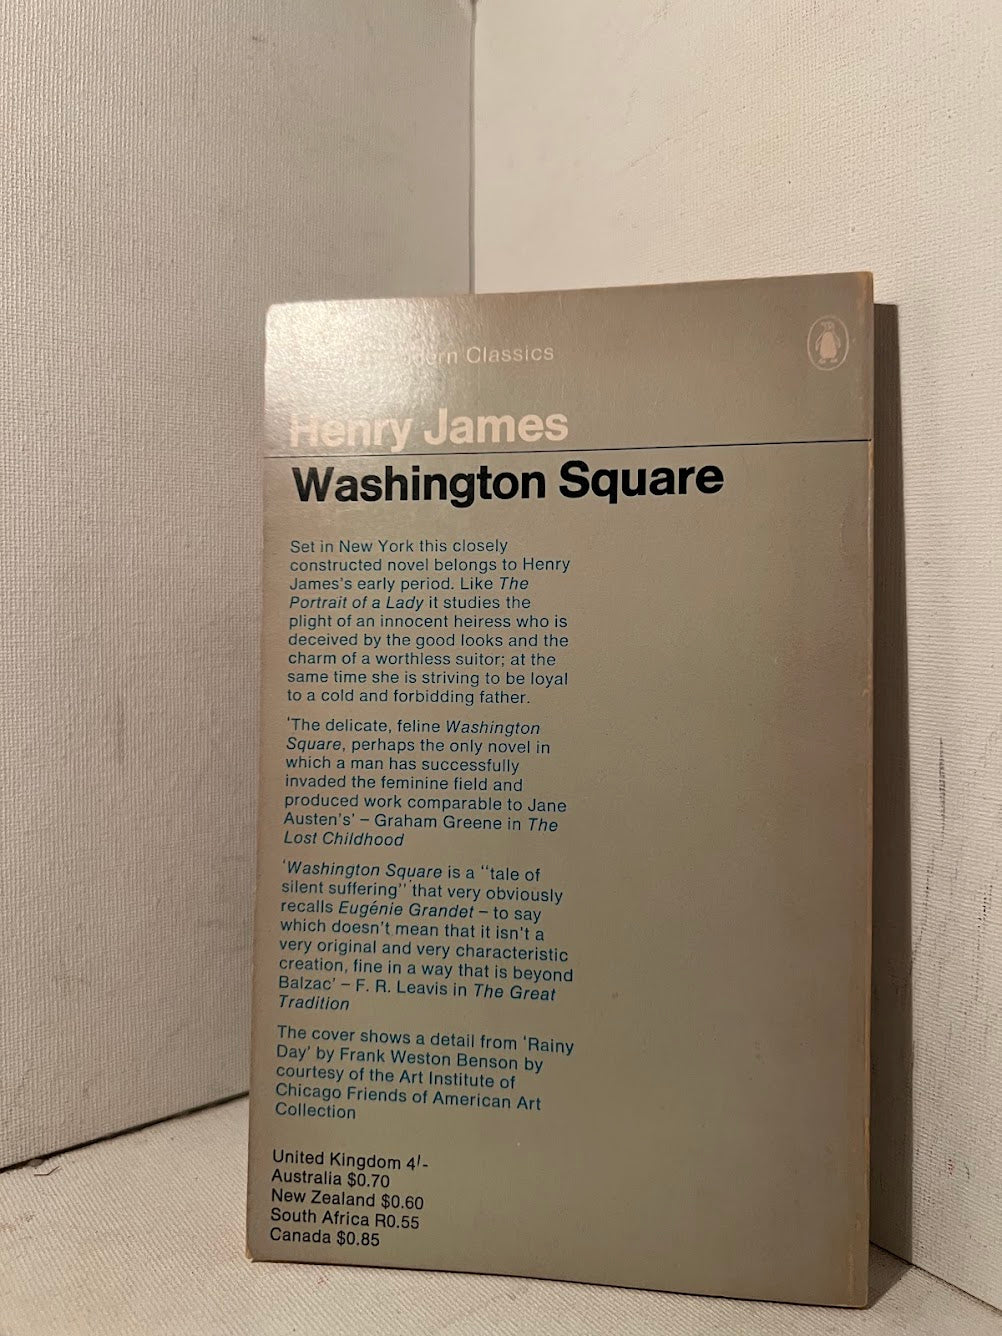 Modern Classics
Henry James
Washington Square
Set in New York this closely
constructed novel belongs to Henry
James's early period. Like The
Portrait of a Lady it studies the
plight of an innocent heiress who is
deceived by the good looks and the
charm of a worthless suitor; at the
same time she is striving to be loyal
to a cold and forbidding father.
'The delicate, feline Washington
Square, perhaps the only novel in
which a man has successfully
invaded the feminine field and
produced work comparable to Jane
Austen's' – Graham Greene in The
Lost Childhood
'Washington Square is a "tale of
silent suffering" that very obviously
recalls Eugénie Grandet – to say
which doesn't mean that it isn't a
very original and very characteristic
creation, fine in a way that is beyond
Balzac' – F. R. Leavis in The Great
Tradition
The cover shows a detail from 'Rainy
Day' by Frank Weston Benson by
courtesy of the Art Institute of
Chicago Friends of American Art
Collection
United Kingdom 4/-
Australia $0.70
New Zealand $0.60
South Africa R0.55
Canada $0.85